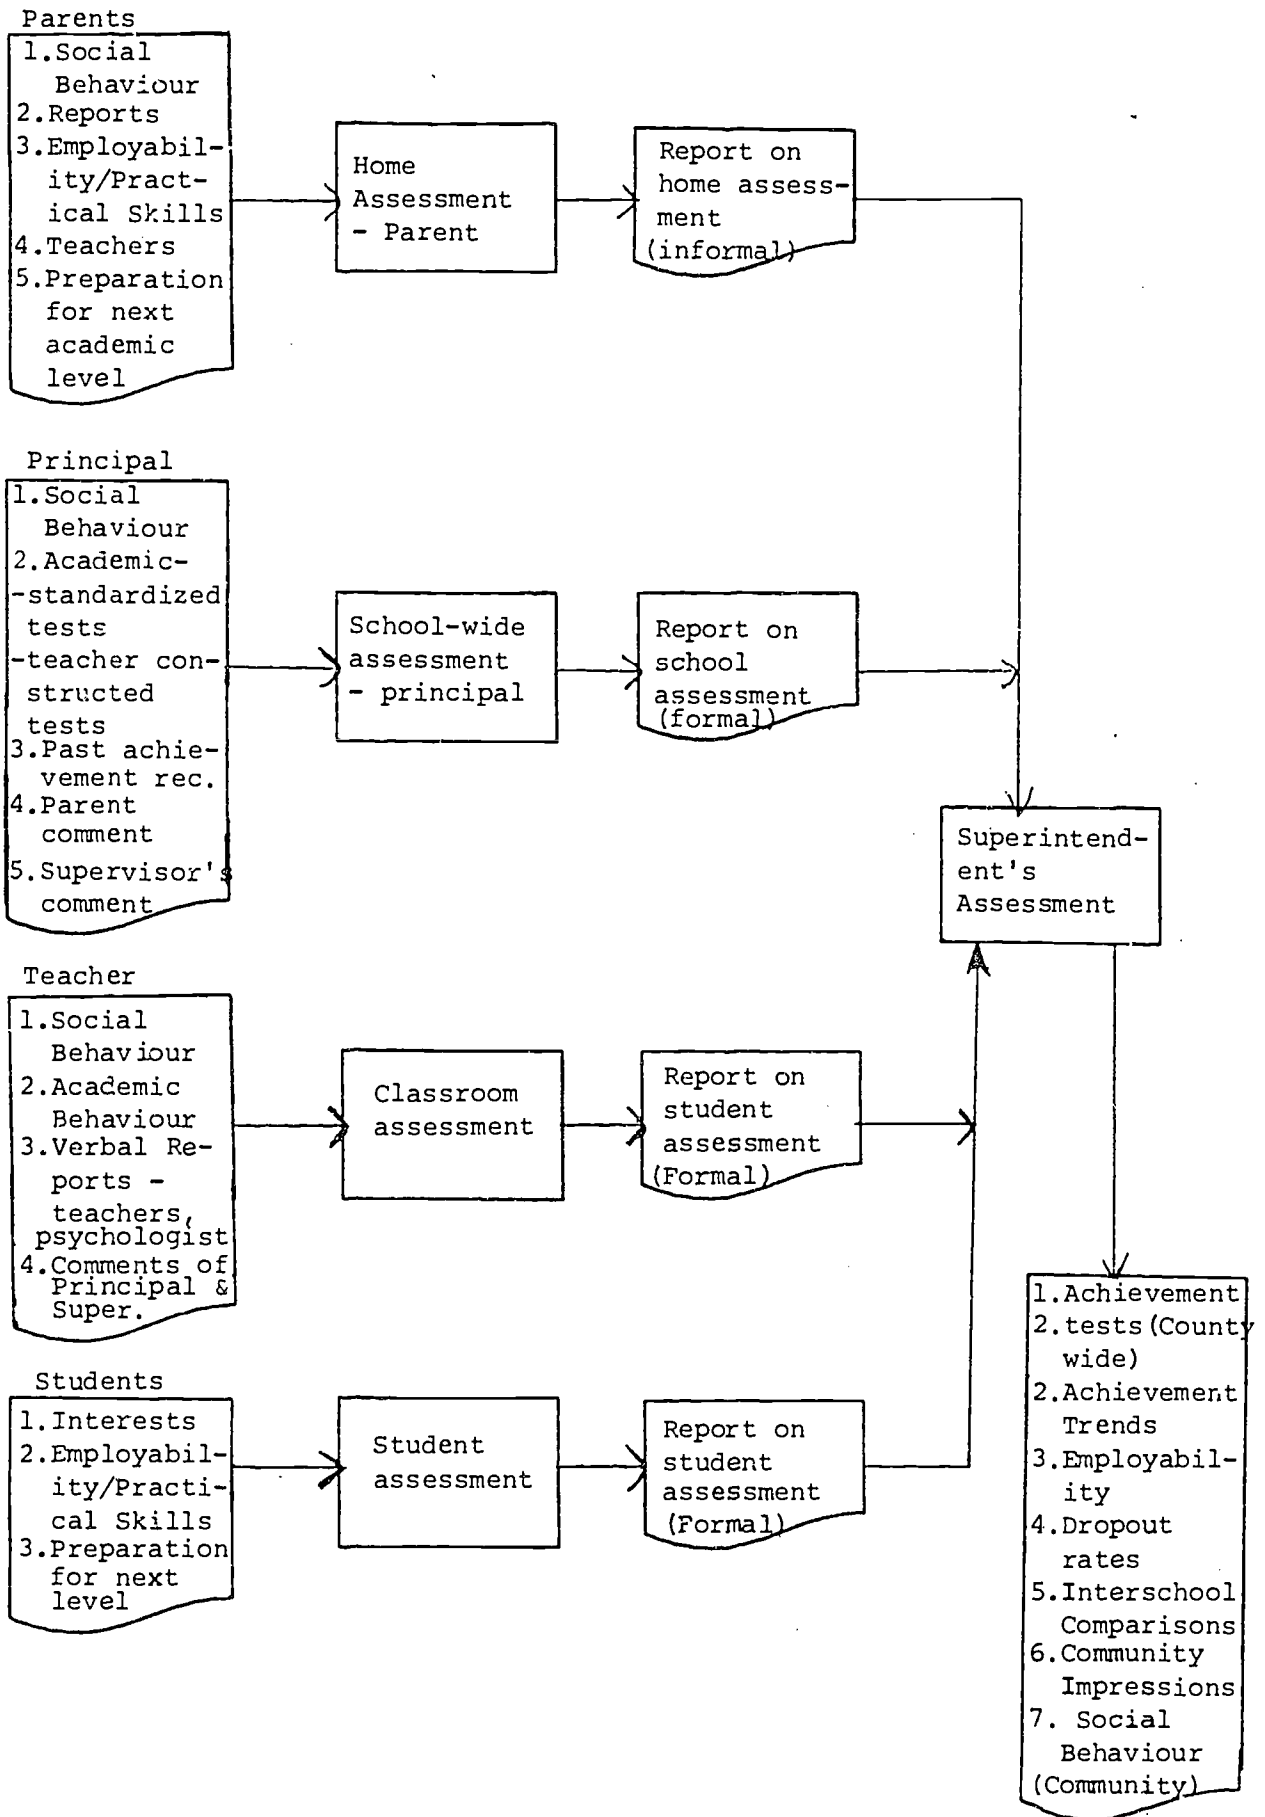 Parents
1.Social
Behaviour
2.Reports
3.Employabil-
ity/Pract-
ical Skills
4.Teachers
5.Preparation
for next
academic
level
Home
Assessment
- Parent
Report on
home assess-
ment
(informal)
Principal
1.Social
Behaviour
2.Academic-
-standardized
tests
-teacher con-
structed
tests
3.Past achie-
vement rec.
4.Parent
comment
5.Supervisor's
comment
School-wide
assessment
- principal
Report on
school
assessment
(formal)
Superintend-
ent's
Assessment
Teacher
1.Social
Behaviour
2.Academic
Behaviour
3.Verbal Re-
ports -
teachers,
psychologist
4.Comments of
Principal &
Super.
Classroom
assessment
Report on
student
assessment
(Formal)
Students
1.Interests
2.Employabil-
ity/Practi-
cal Skills
3.Preparation
for next
level
Student
assessment
Report on
student
assessment
(Formal)
1.Achievement
2.tests(County
wide)
2.Achievement
Trends
3.Employabil-
ity
4.Dropout
rates
5.Interschool
Comparisons
6.Community
Impressions
7. Social
Behaviour
(Community)